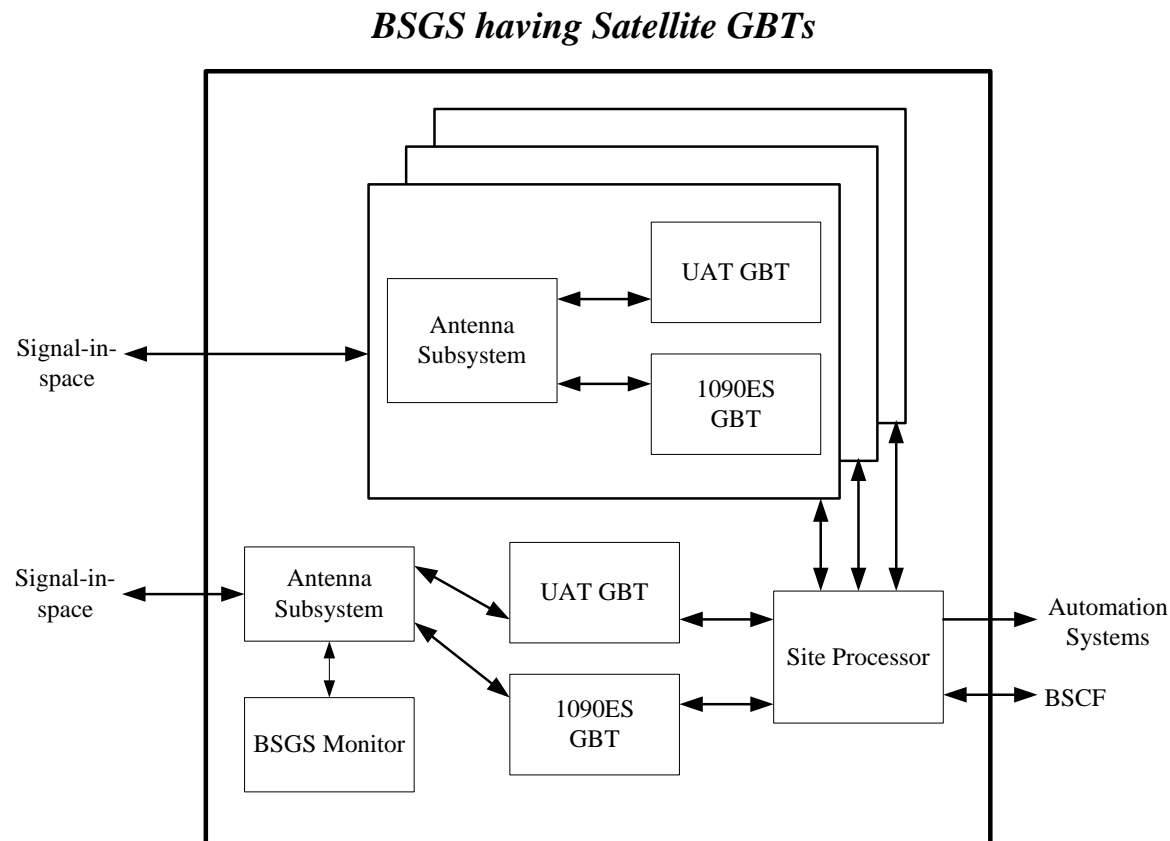 BSGS having Satellite GBTs
UAT GBT
Antenna
Subsystem
1090ES
GBT
Signal-in-
space
Signal-in-
space
Antenna
Subsystem
UAT GBT
Site Processor
Automation
Systems
BSCF
1090ES
GBT
BSGS Monitor